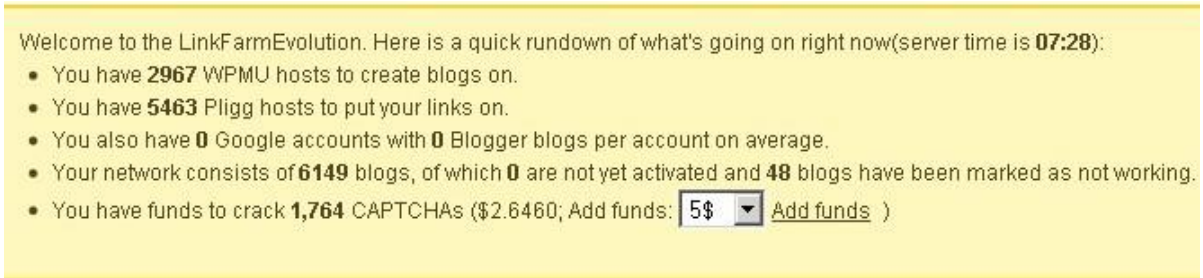 Welcome to the LinkFarmEvolution. Here is a quick rundown of what's going on right now(server time is 07:28):
• You have 2967 WPMU hosts to create blogs on.
• You have 5463 Pligg hosts to put your links on.
• You also have 0 Google accounts with 0 Blogger blogs per account on average.
• Your network consists of 6149 blogs, of which 0 are not yet activated and 48 blogs have been marked as not working.
• You have funds to crack 1,764 CAPTCHAs ($2.6460; Add funds: 5$ Add funds )